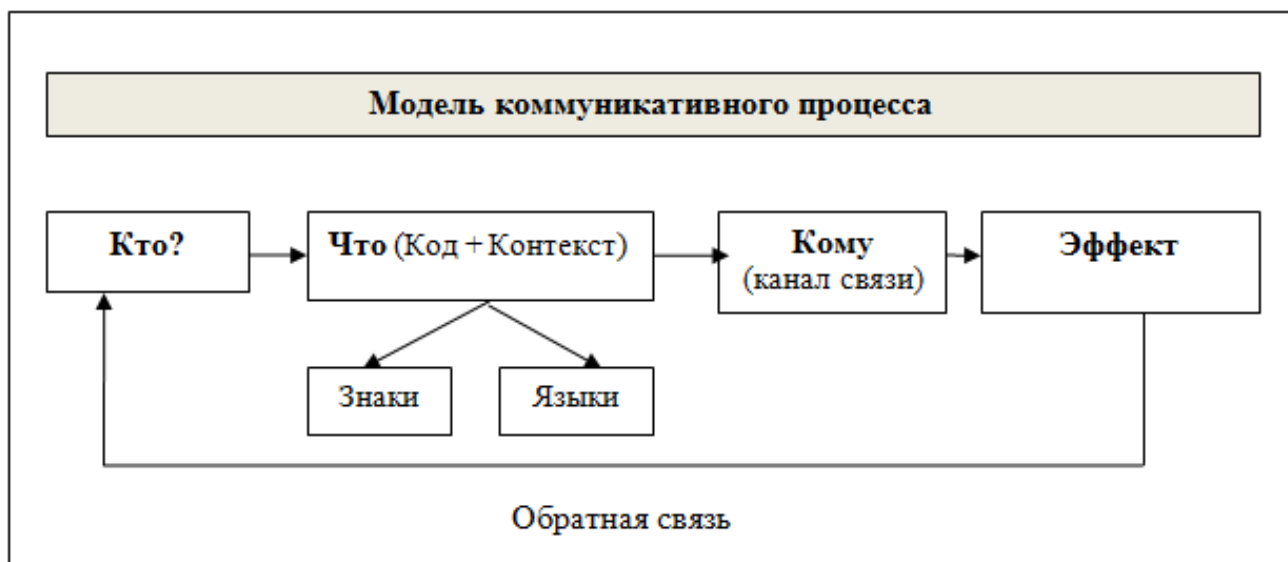 Модель коммуникативного процесса
Кто?
Что (Код + Контекст)
Кому
(канал связи)
Эффект
Знаки
Языки
Обратная связь